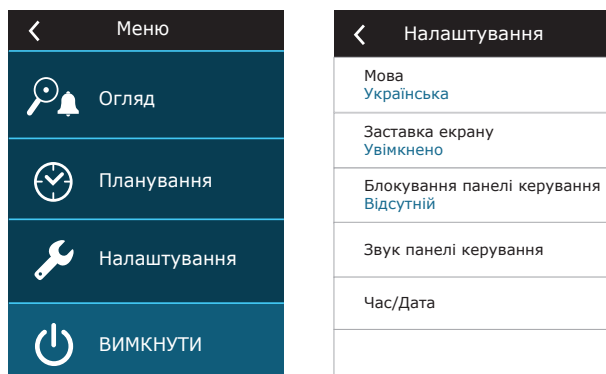 Меню
Огляд
Планування
Налаштування
ВИМКНУТИ
Налаштування
Мова
Українська
Заставка екрану
Увімкнено
Блокування панелі керування
Відсутній
Звук панелі керування
Час/Дата